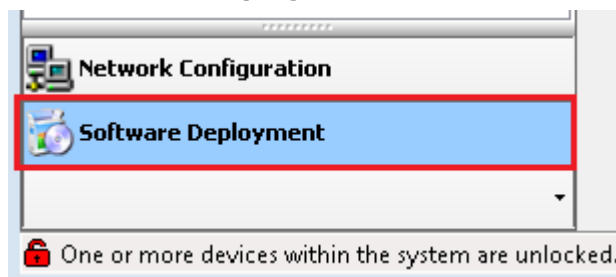 Network Configuration
Software Deployment
One or more devices within the system are unlocked.